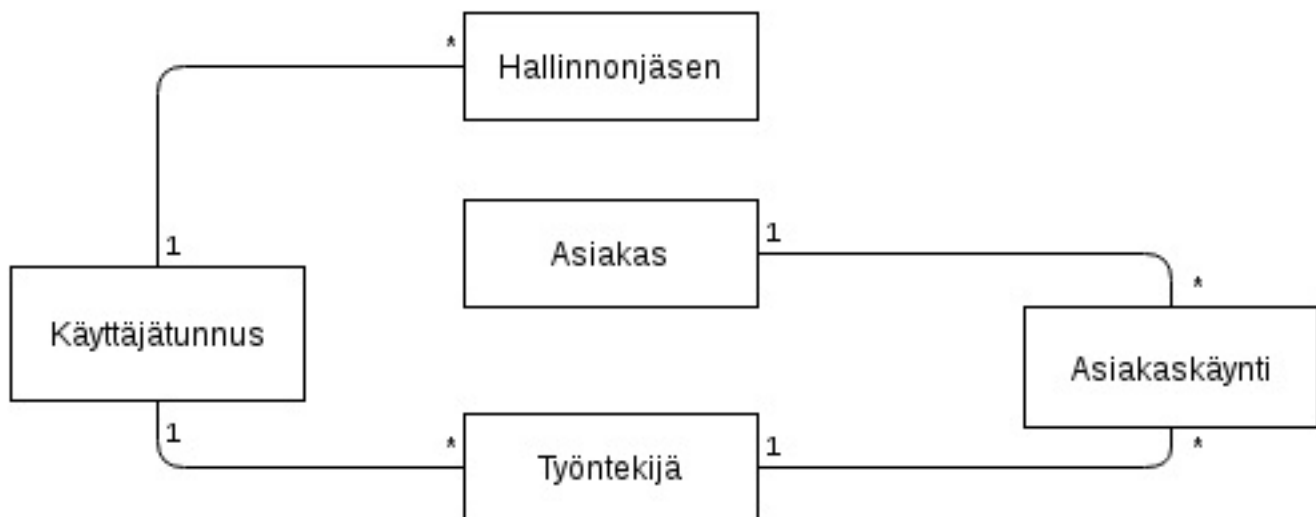 *
Hallinnonjäsen
1
Asiakas
1
*
Käyttäjätunnus
Asiakaskäynti
1
*
Työntekijä
1
*